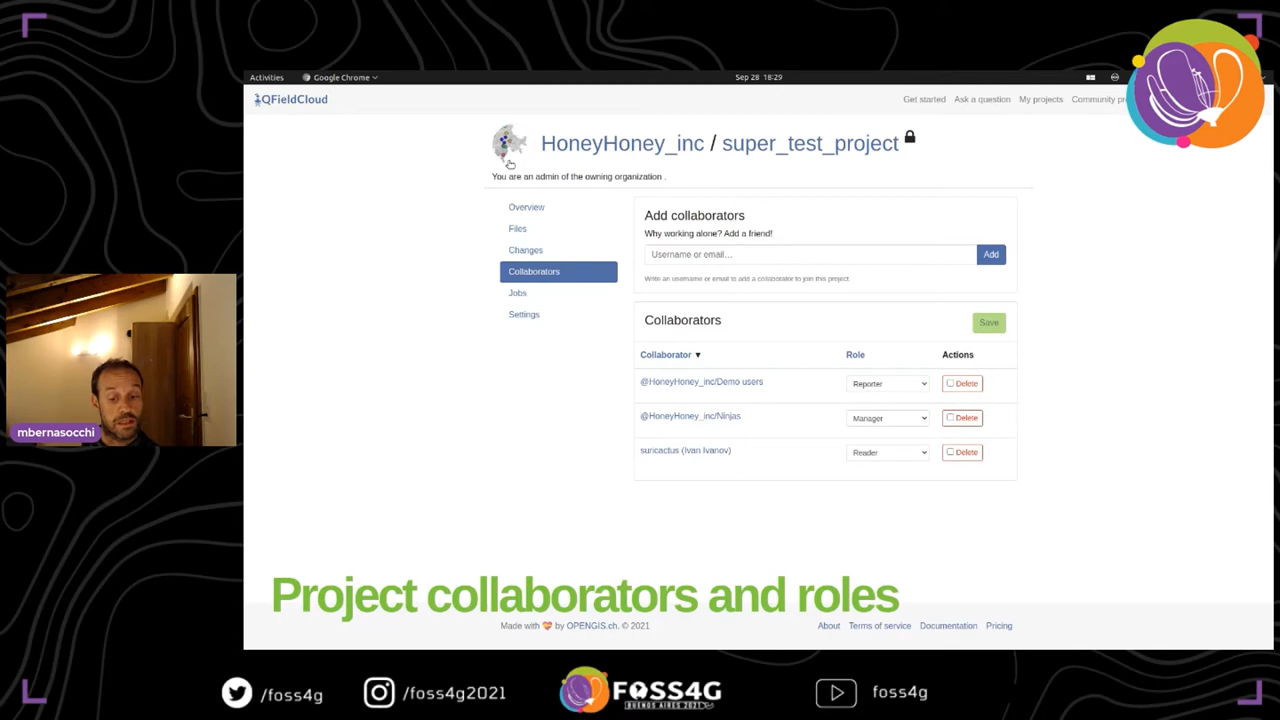 Activities
Google Chrome
Sep 28 18:29
QFieldCloud
Get started Ask a question My projects Community
HoneyHoney_inc / super_test_project
You are an admin of the owning organization .
Overview
Files
Changes
Collaborators
Jobs
Settings
Add collaborators
Why working alone? Add a friend!
Username or email...
Add
Write an username or email to add a collaborator to join this project
Collaborators
Save
Collaborator ▼ Role Actions
@HoneyHoney_inc/Demo users Reporter Delete
@HoneyHoney_inc/Ninjas Manager Delete
suricactus (Ivan Ivanov) Reader Delete
mbernasocchi
Project collaborators and roles
Made with 💝 by OPENGIS.ch. © 2021
About Terms of service Documentation Pricing
/foss4g
/foss4g2021
FOSS4G
BUENOS AIRES 2021
foss4g